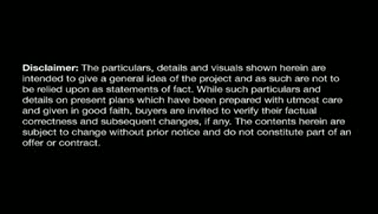 Disclaimer: The particulars, details and visuals shown herein are
intended to give a general idea of the project and as such are not to
be relied upon as statements of fact. While such particulars and
details on present plans which have been prepared with utmost care
and given in good faith, buyers are invited to verify their factual
correctness and subsequent changes, if any. The contents herein are
subject to change without prior notice and do not constitute part of an
offer or contract.